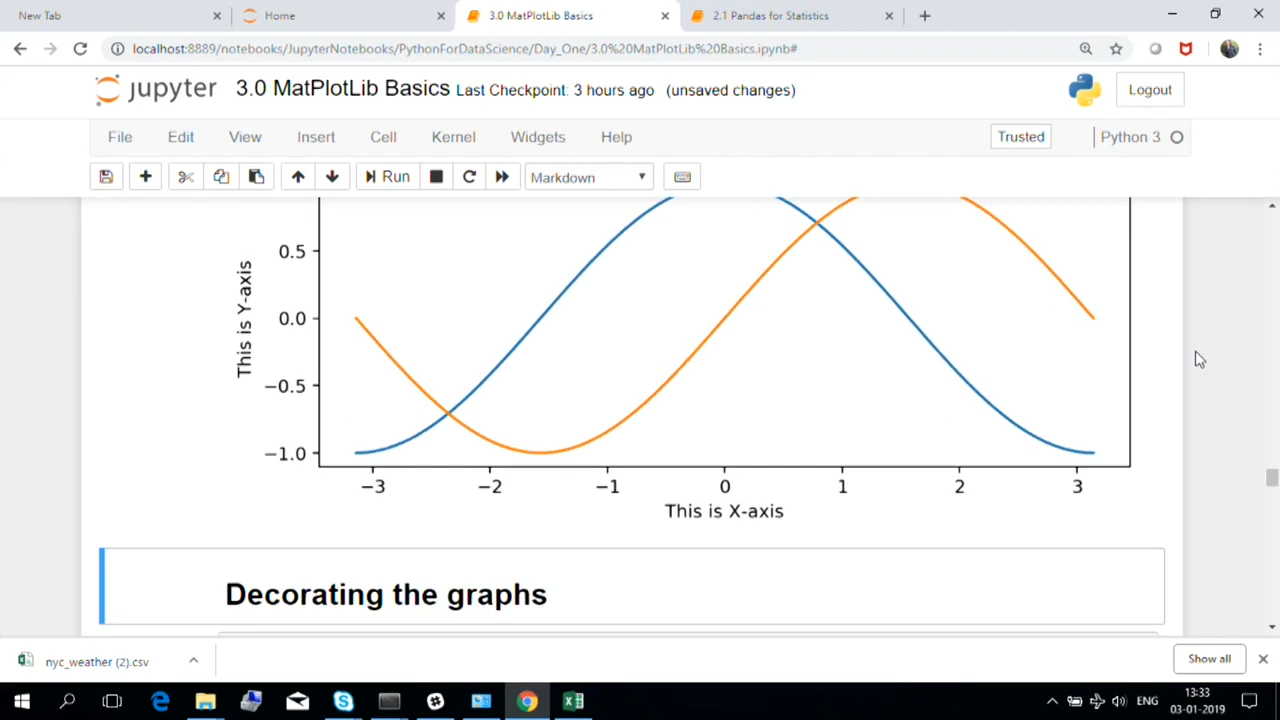 New Tab
Home
3.0 MatPlotLib Basics
2.1 Pandas for Statistics
localhost:8889/notebooks/JupyterNotebooks/PythonForDataScience/Day_One/3.0%20MatPlotLib%20Basics.ipynb#
jupyter 3.0 MatPlotLib Basics Last Checkpoint: 3 hours ago (unsaved changes)
Logout
File Edit View Insert Cell Kernel Widgets Help
Trusted
Python 3
Run
Markdown
This is Y-axis
0.5
0.0
−0.5
−1.0
−3 −2 −1 0 1 2 3
This is X-axis
Decorating the graphs
nyc_weather (2).csv
Show all
ENG
13:33
03-01-2019